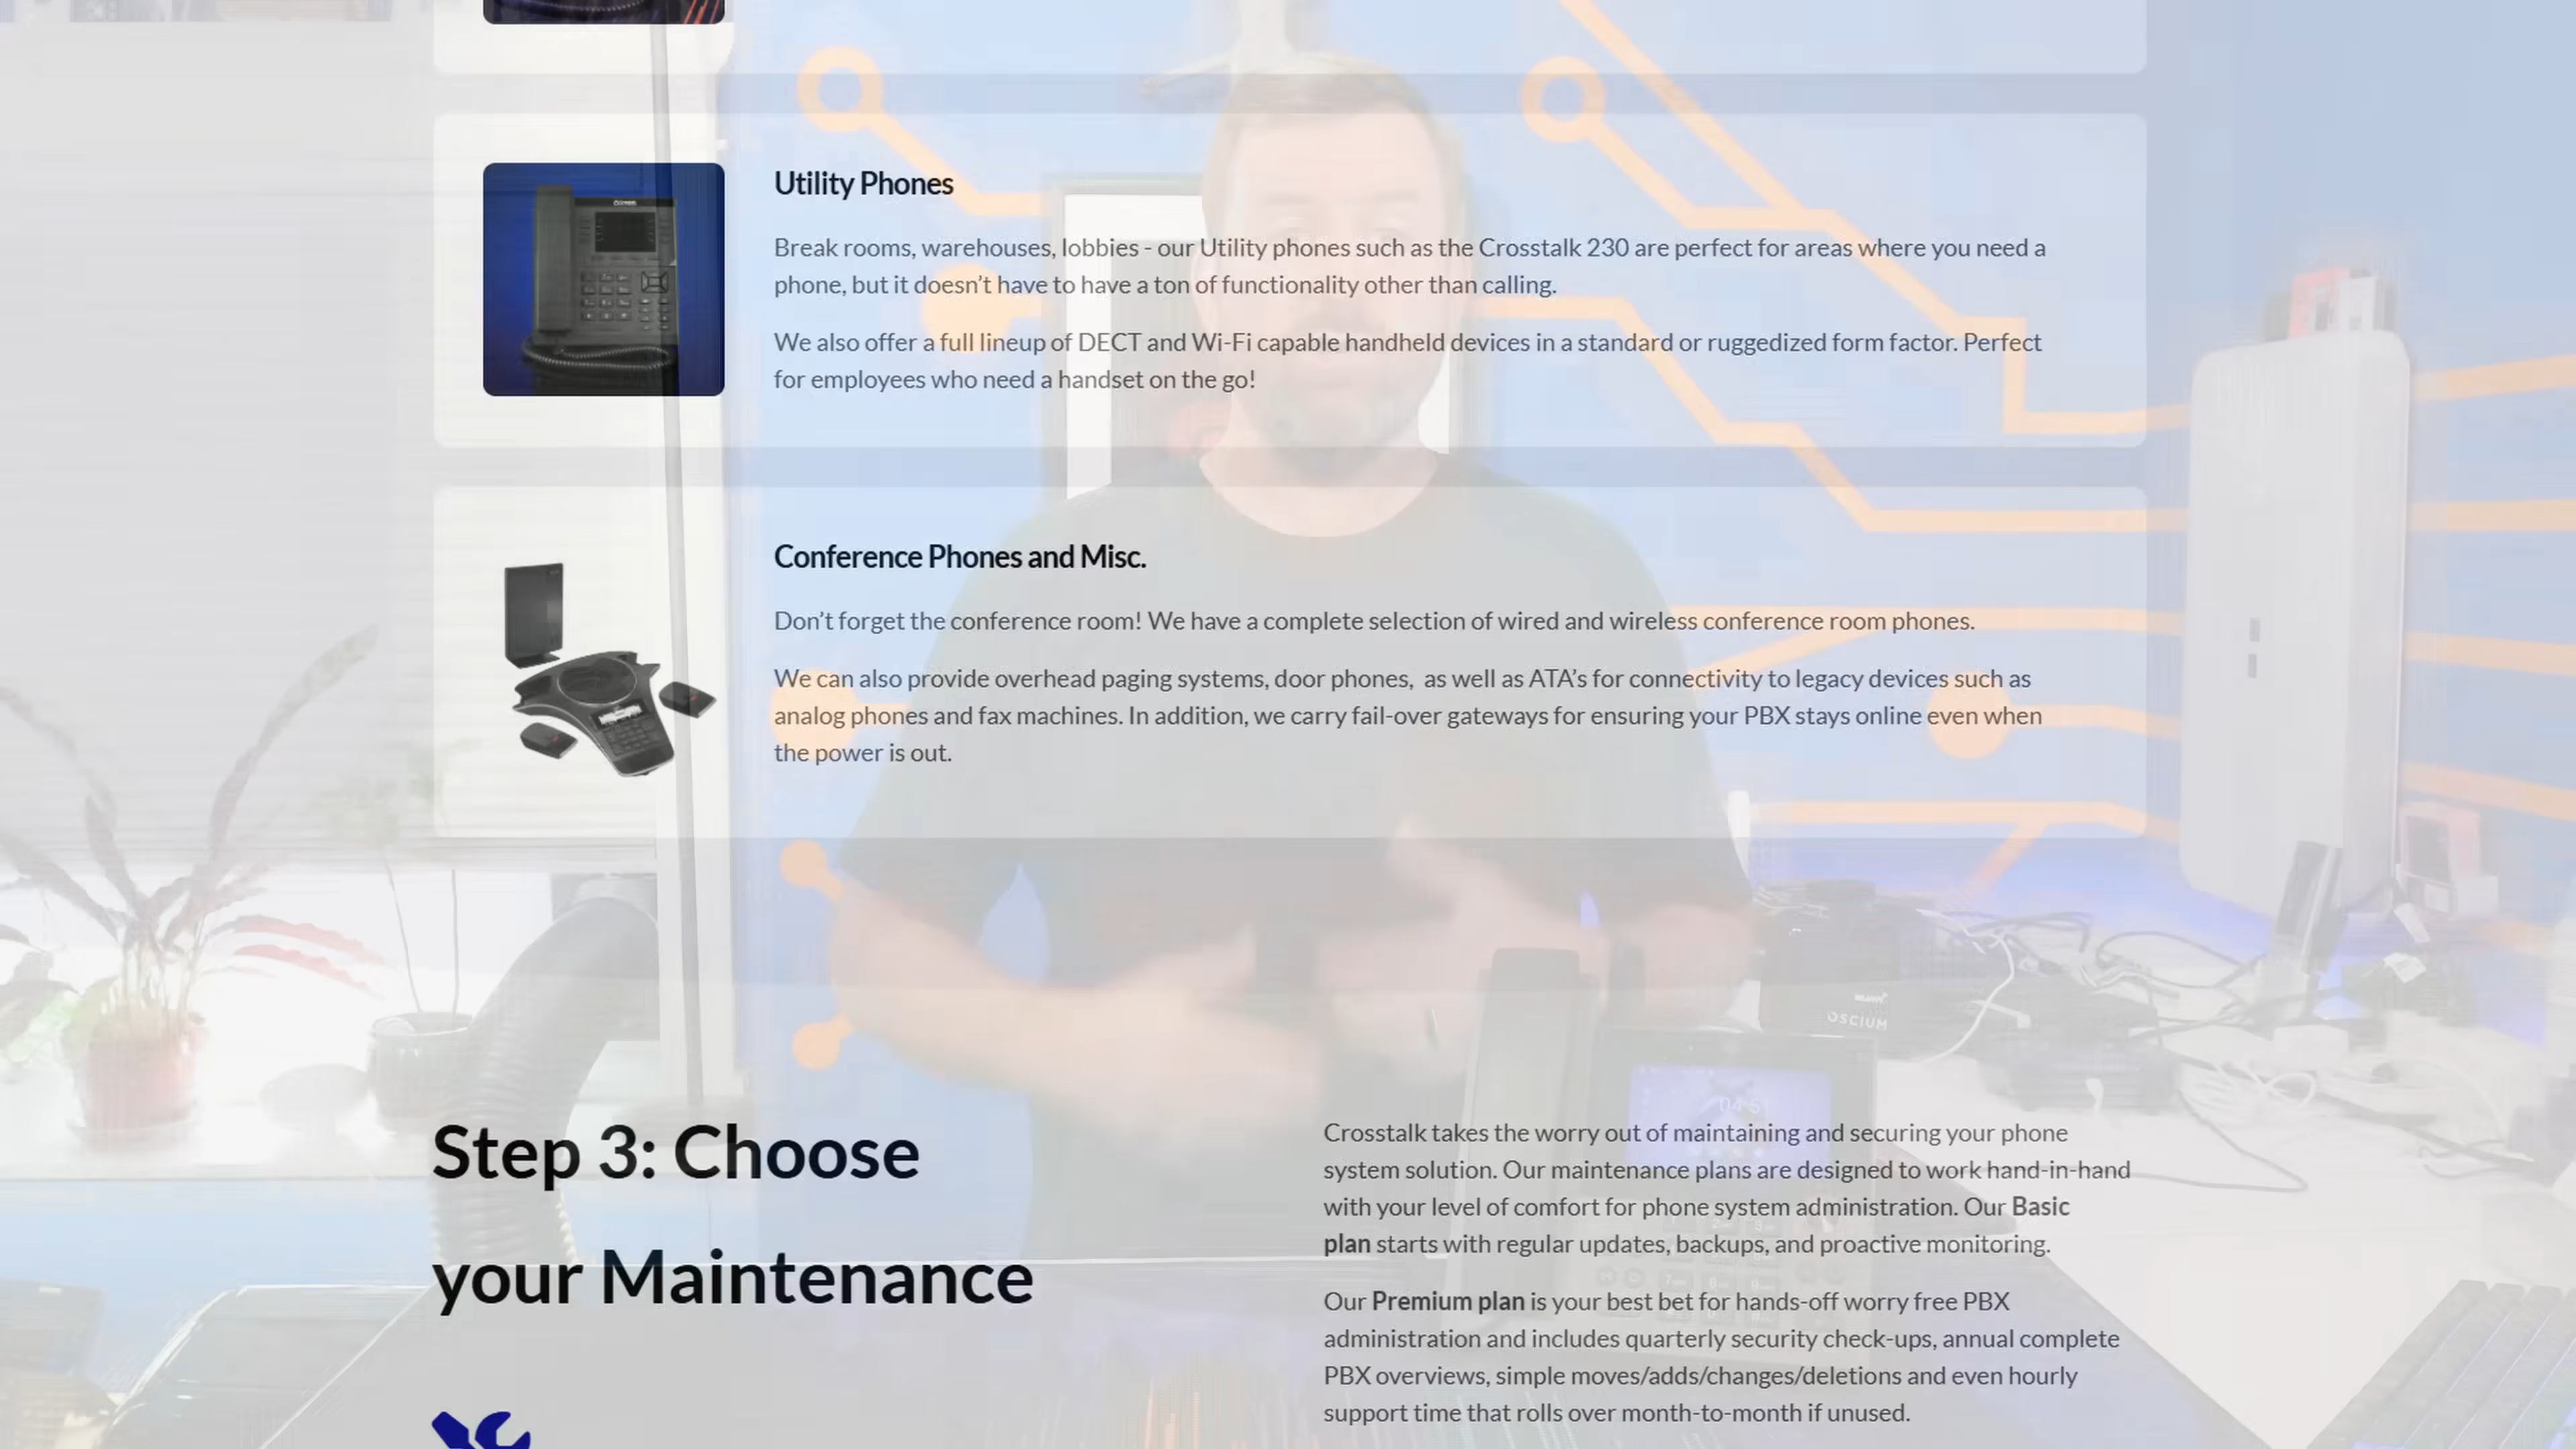 Utility Phones
Break rooms, warehouses, lobbies - our Utility phones such as the Crosstalk 230 are perfect for areas where you need a
phone, but it doesn’t have to have a ton of functionality other than calling.
We also offer a full lineup of DECT and Wi-Fi capable handheld devices in a standard or ruggedized form factor. Perfect
for employees who need a handset on the go!
Conference Phones and Misc.
Don’t forget the conference room! We have a complete selection of wired and wireless conference room phones.
We can also provide overhead paging systems, door phones, as well as ATA’s for connectivity to legacy devices such as
analog phones and fax machines. In addition, we carry fail-over gateways for ensuring your PBX stays online even when
the power is out.
OSCIUM
04:51
Step 3: Choose
your Maintenance
Crosstalk takes the worry out of maintaining and securing your phone
system solution. Our maintenance plans are designed to work hand-in-hand
with your level of comfort for phone system administration. Our Basic
plan starts with regular updates, backups, and proactive monitoring.
Our Premium plan is your best bet for hands-off worry free PBX
administration and includes quarterly security check-ups, annual complete
PBX overviews, simple moves/adds/changes/deletions and even hourly
support time that rolls over month-to-month if unused.